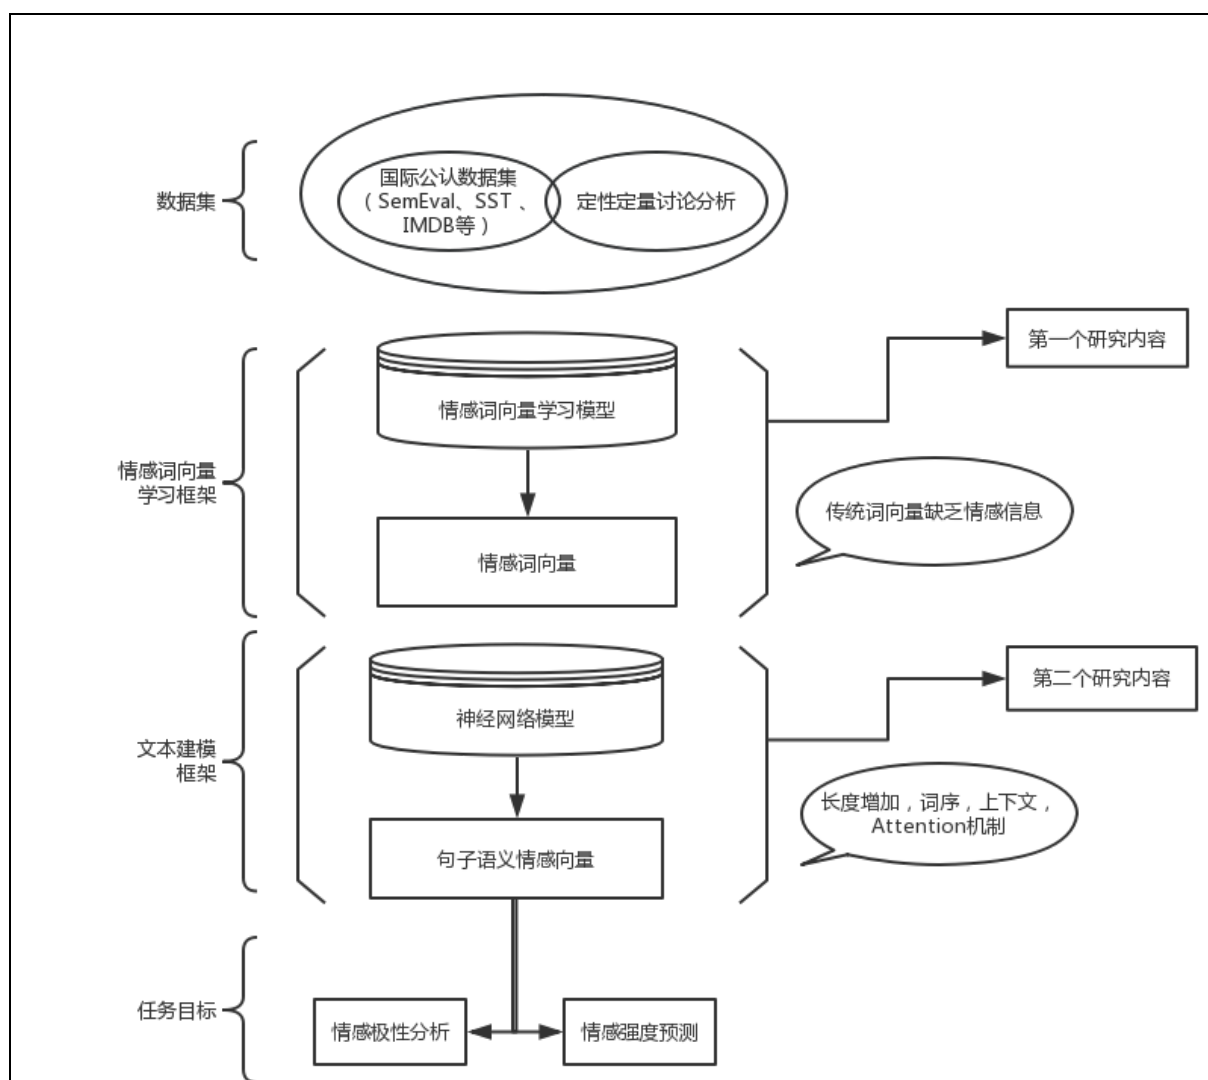 数据集
国际公认数据集
（SemEval、SST、
IMDB等）
定性定量讨论分析
情感词向量
学习框架
情感词向量学习模型
情感词向量
第一个研究内容
传统词向量缺乏情感信息
文本建模
框架
神经网络模型
句子语义情感向量
第二个研究内容
长度增加，词序，上下文，
Attention机制
任务目标
情感极性分析
情感强度预测